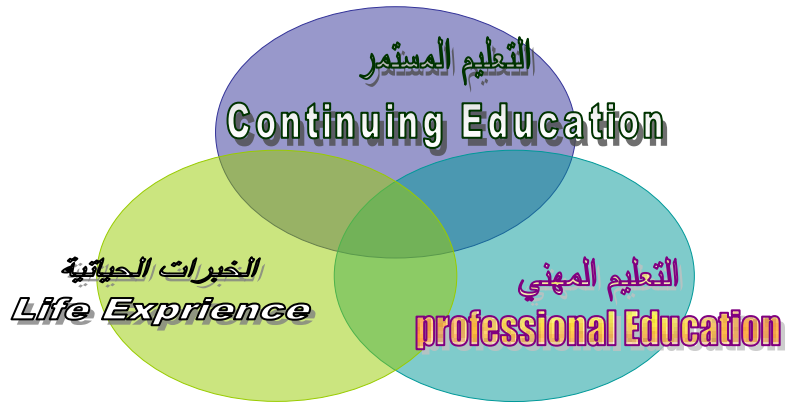 التعليم المستمر
Continuing Education
الخبرات الحياتية
Life Exprience
التعليم المهني
professional Education